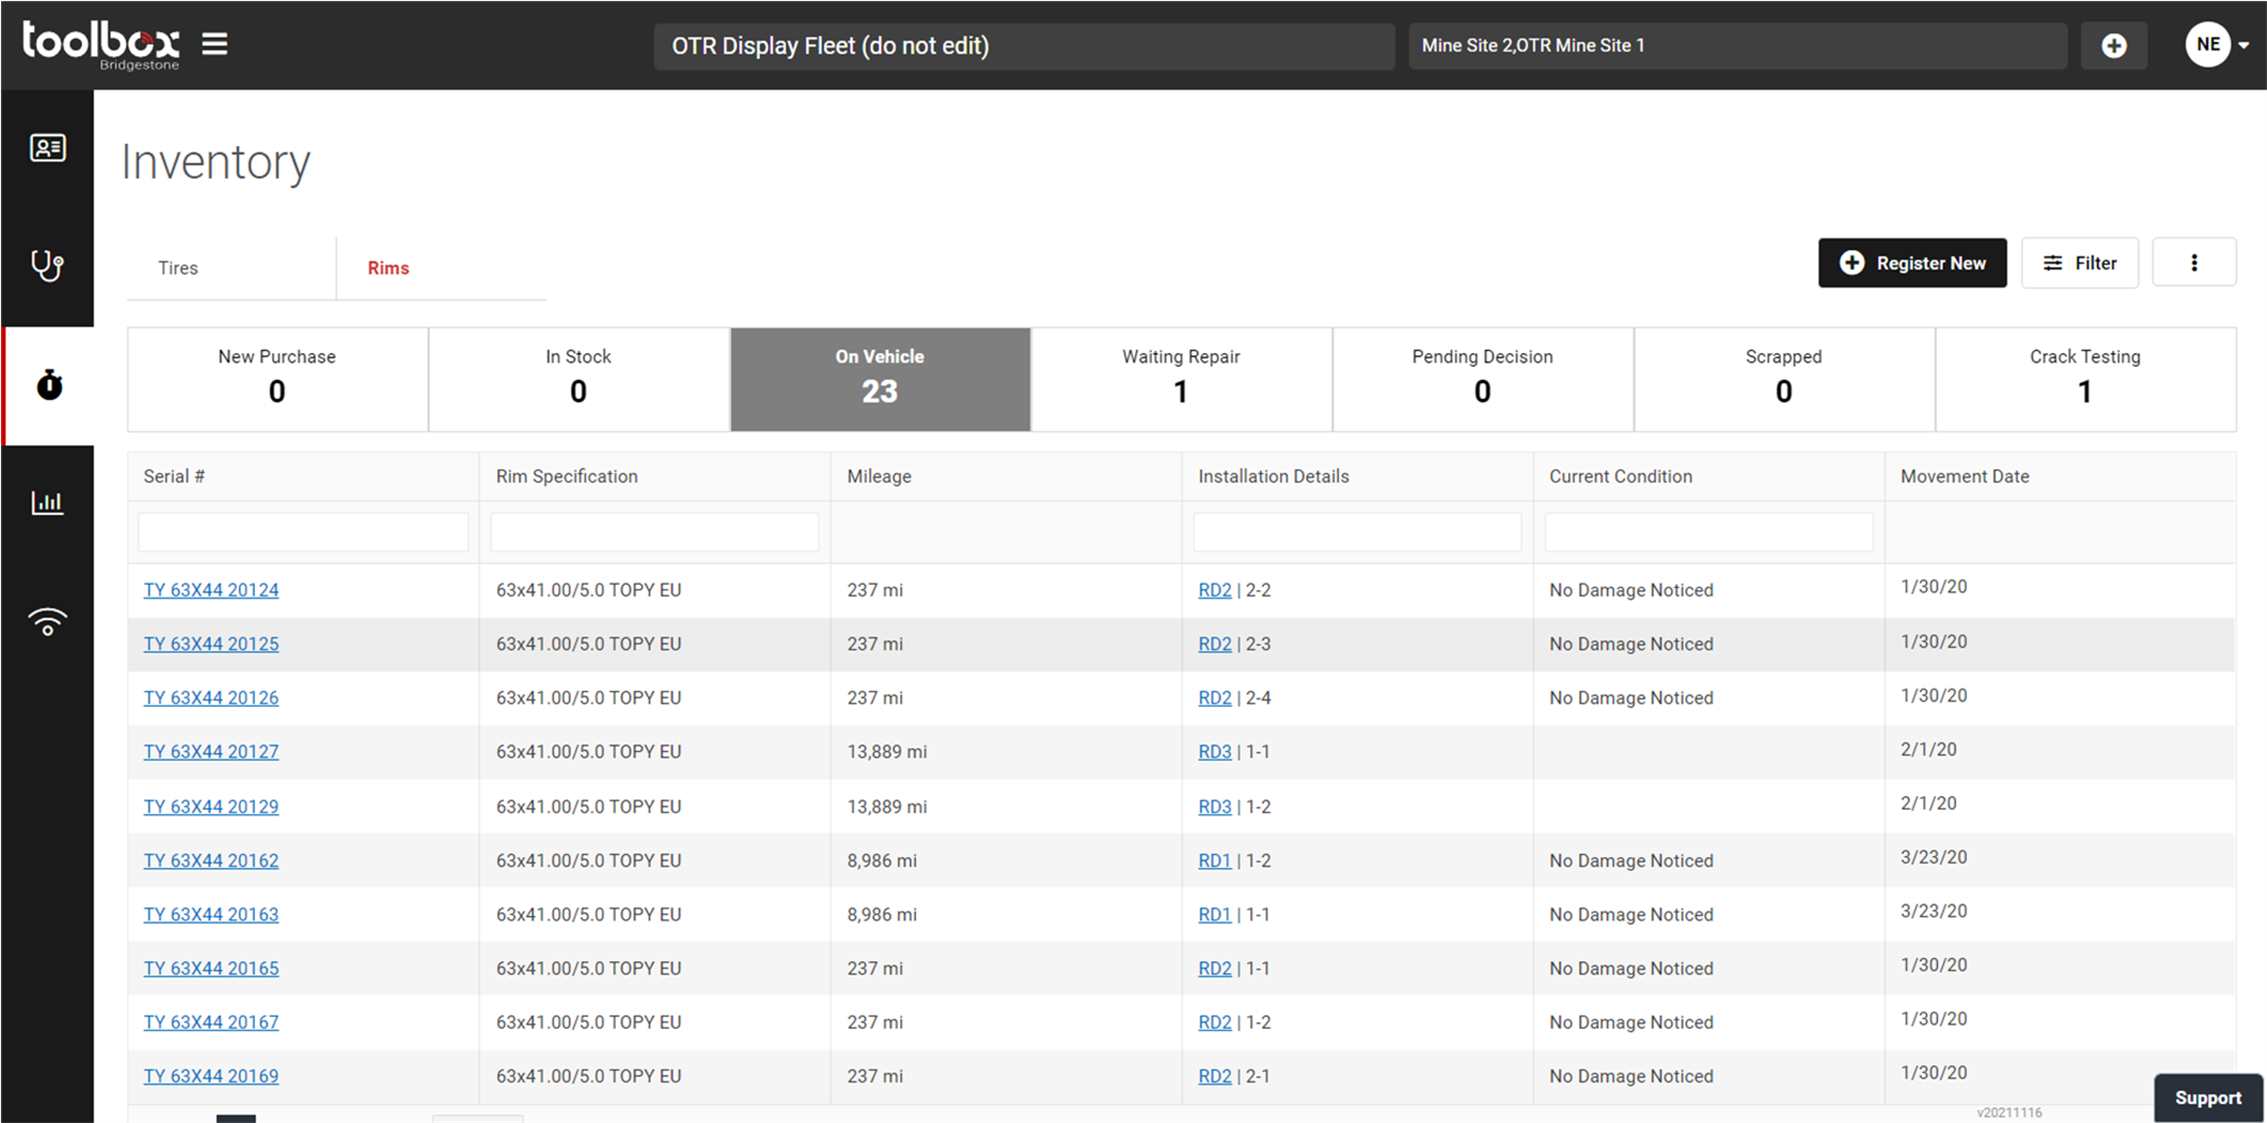 toolbox
Bridgestone
OTR Display Fleet (do not edit)
Mine Site 2,OTR Mine Site 1
NE
Inventory
Tires
Rims
Register New
Filter
New Purchase
0
In Stock
0
On Vehicle
23
Waiting Repair
1
Pending Decision
0
Scrapped
0
Crack Testing
1
Serial # Rim Specification Mileage Installation Details Current Condition Movement Date
TY 63X44 20124 63x41.00/5.0 TOPY EU 237 mi RD2 | 2-2 No Damage Noticed 1/30/20
TY 63X44 20125 63x41.00/5.0 TOPY EU 237 mi RD2 | 2-3 No Damage Noticed 1/30/20
TY 63X44 20126 63x41.00/5.0 TOPY EU 237 mi RD2 | 2-4 No Damage Noticed 1/30/20
TY 63X44 20127 63x41.00/5.0 TOPY EU 13,889 mi RD3 | 1-1 2/1/20
TY 63X44 20129 63x41.00/5.0 TOPY EU 13,889 mi RD3 | 1-2 2/1/20
TY 63X44 20162 63x41.00/5.0 TOPY EU 8,986 mi RD1 | 1-2 No Damage Noticed 3/23/20
TY 63X44 20163 63x41.00/5.0 TOPY EU 8,986 mi RD1 | 1-1 No Damage Noticed 3/23/20
TY 63X44 20165 63x41.00/5.0 TOPY EU 237 mi RD2 | 1-1 No Damage Noticed 1/30/20
TY 63X44 20167 63x41.00/5.0 TOPY EU 237 mi RD2 | 1-2 No Damage Noticed 1/30/20
TY 63X44 20169 63x41.00/5.0 TOPY EU 237 mi RD2 | 2-1 No Damage Noticed 1/30/20
Support
v20211116